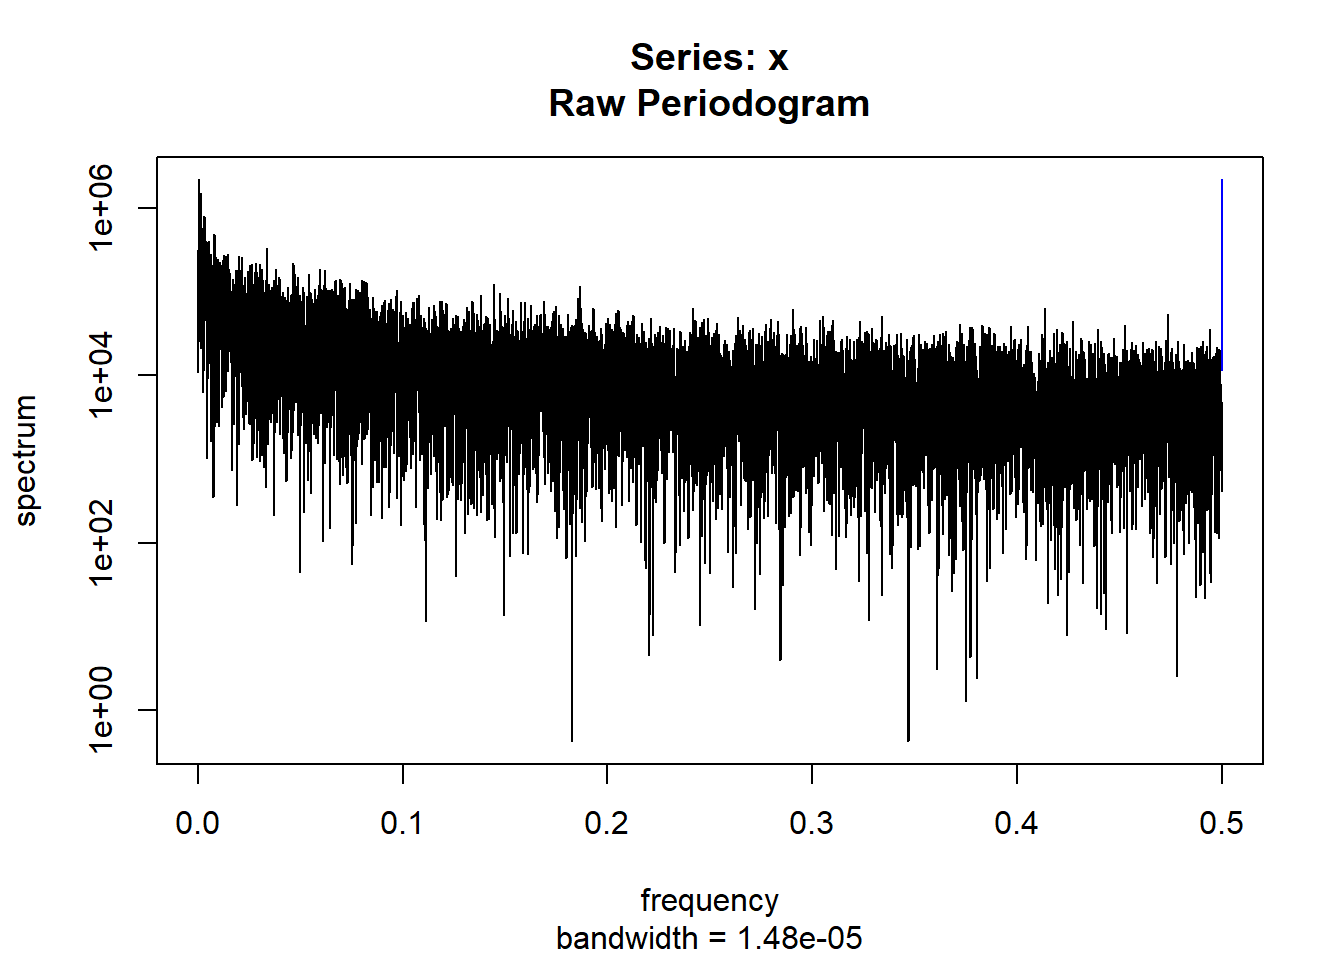 Series: x
Raw Periodogram
spectrum
1e+06
1e+04
1e+02
1e+00
0.0 0.1 0.2 0.3 0.4 0.5
frequency
bandwidth = 1.48e-05